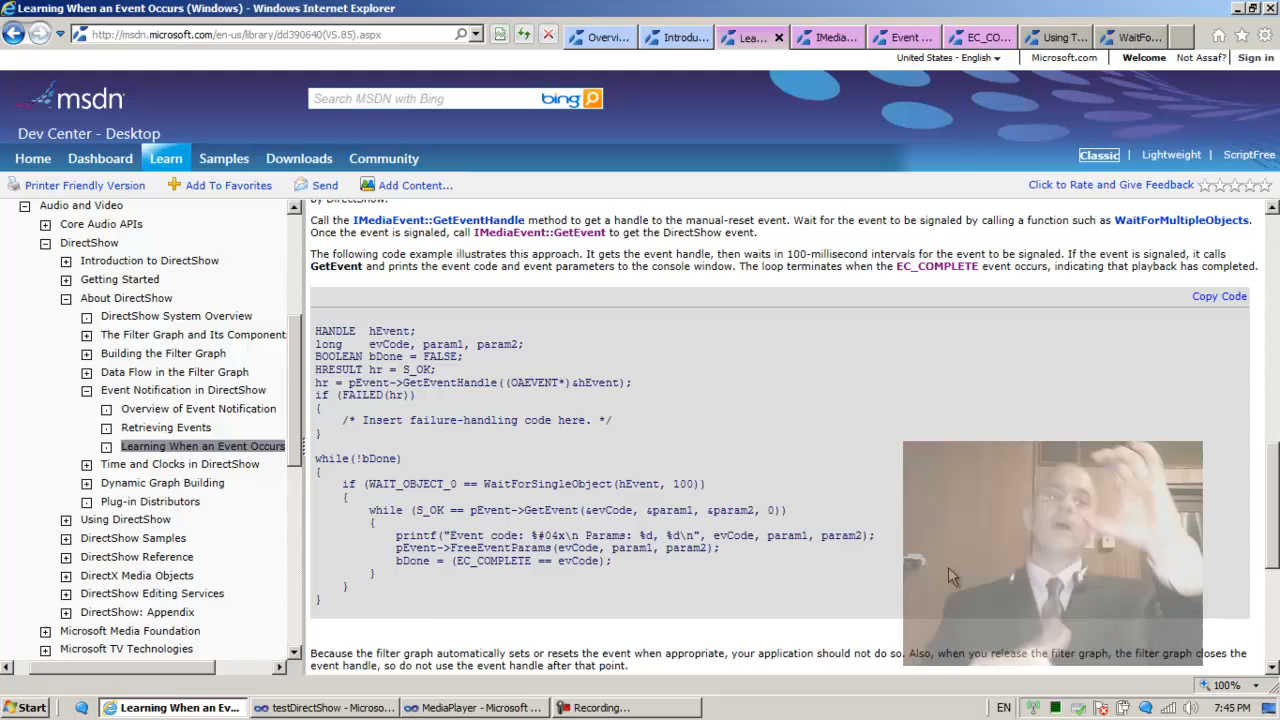 Learning When an Event Occurs (Windows) - Windows Internet Explorer
http://msdn.microsoft.com/en-us/library/dd390640(VS.85).aspx
Overvi...
Introdu...
Lea...
IMedia...
Event ...
EC_CO...
Using T...
WaitFo...
United States - English
Microsoft.com
Welcome
Not Assaf?
Sign in
msdn
Search MSDN with Bing
bing
Dev Center - Desktop
Home
Dashboard
Learn
Samples
Downloads
Community
Classic | Lightweight | ScriptFree
Printer Friendly Version
Add To Favorites
Send
Add Content...
Click to Rate and Give Feedback
Audio and Video
Core Audio APIs
DirectShow
Introduction to DirectShow
Getting Started
About DirectShow
DirectShow System Overview
The Filter Graph and Its Component
Building the Filter Graph
Data Flow in the Filter Graph
Event Notification in DirectShow
Overview of Event Notification
Retrieving Events
Learning When an Event Occurs
Time and Clocks in DirectShow
Dynamic Graph Building
Plug-in Distributors
Using DirectShow
DirectShow Samples
DirectShow Reference
DirectX Media Objects
DirectShow Editing Services
DirectShow: Appendix
Microsoft Media Foundation
Microsoft TV Technologies
by DirectShow.
Call the IMediaEvent::GetEventHandle method to get a handle to the manual-reset event. Wait for the event to be signaled by calling a function such as WaitForMultipleObjects.
Once the event is signaled, call IMediaEvent::GetEvent to get the DirectShow event.
The following code example illustrates this approach. It gets the event handle, then waits in 100-millisecond intervals for the event to be signaled. If the event is signaled, it calls
GetEvent and prints the event code and event parameters to the console window. The loop terminates when the EC_COMPLETE event occurs, indicating that playback has completed.
Copy Code
HANDLE  hEvent;
long    evCode, param1, param2;
BOOLEAN bDone = FALSE;
HRESULT hr = S_OK;
hr = pEvent->GetEventHandle((OAEVENT*)&hEvent);
if (FAILED(hr))
{
/* Insert failure-handling code here. */
}
while(!bDone)
{
if (WAIT_OBJECT_0 == WaitForSingleObject(hEvent, 100))
{
while (S_OK == pEvent->GetEvent(&evCode, &param1, &param2, 0))
{
printf("Event code: %#04x\n Params: %d, %d\n", evCode, param1, param2);
pEvent->FreeEventParams(evCode, param1, param2);
bDone = (EC_COMPLETE == evCode);
}
}
}
Because the filter graph automatically sets or resets the event when appropriate, your application should not do so. Also, when you release the filter graph, the filter graph closes the
event handle, so do not use the event handle after that point.
100%
Start
Learning When an Ev...
testDirectShow - Microso...
MediaPlayer - Microsoft ...
Recording...
EN
7:45 PM